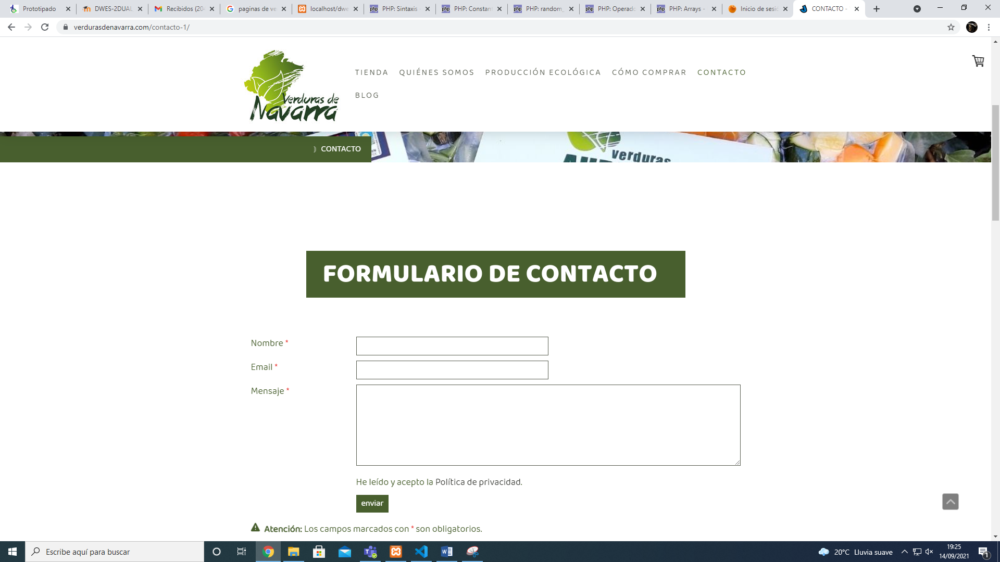 Prototipado
DWES-2DUAL
Recibidos (204
paginas de ve
localhost/dwe
PHP: Sintaxis
PHP: Constan
PHP: random_
PHP: Operado
PHP: Arrays -
Inicio de sesió
CONTACTO -
verdurasdenavarra.com/contacto-1/
Verduras de
Navarra
TIENDA QUIÉNES SOMOS PRODUCCIÓN ECOLÓGICA CÓMO COMPRAR CONTACTO
BLOG
CONTACTO
verduras
FORMULARIO DE CONTACTO
Nombre *
Email *
Mensaje *
He leído y acepto la Política de privacidad.
enviar
Atención: Los campos marcados con * son obligatorios.
Escribe aquí para buscar
20°C Lluvia suave
19:25
14/09/2021
1